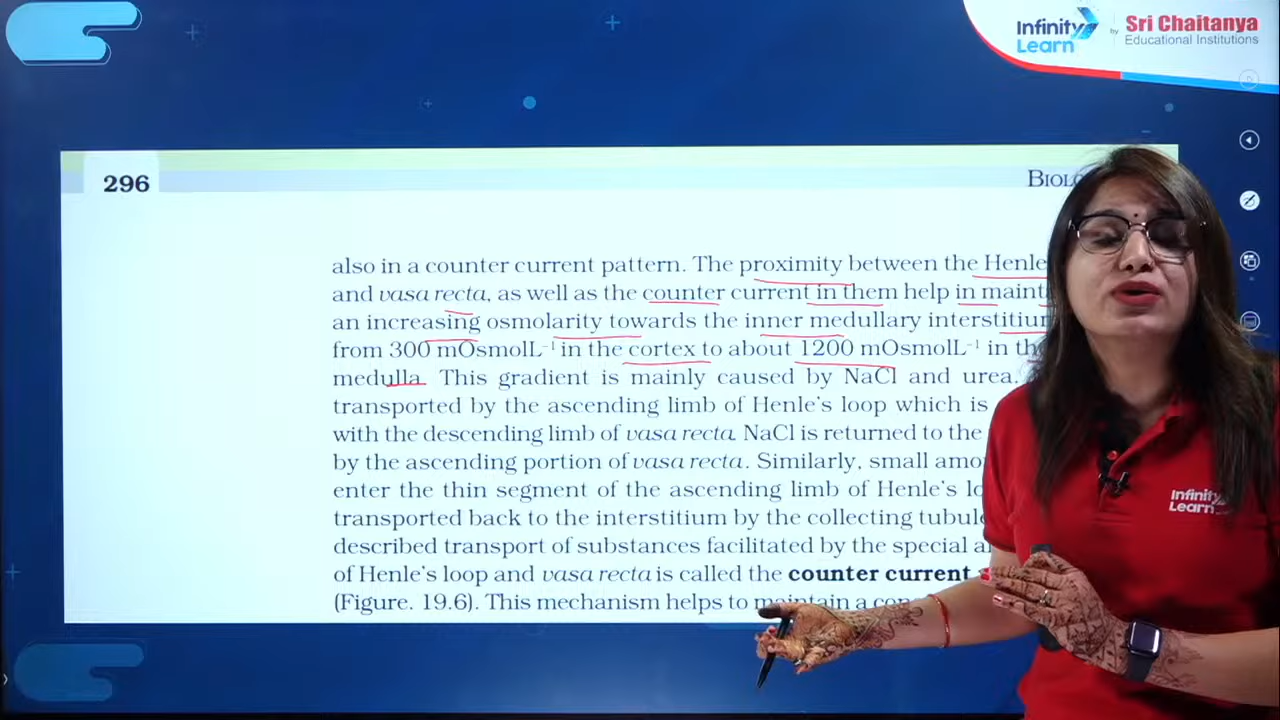 Infinity Learn
by
Sri Chaitanya
Educational Institutions
296
BIOLO
also in a counter current pattern. The proximity between the Henle
and vasa recta, as well as the counter current in them help in maint
an increasing osmolarity towards the inner medullary interstitium
from 300 mOsmolL⁻¹ in the cortex to about 1200 mOsmolL⁻¹ in the
medulla. This gradient is mainly caused by NaCl and urea.
transported by the ascending limb of Henle's loop which is
with the descending limb of vasa recta. NaCl is returned to the
by the ascending portion of vasa recta. Similarly, small amo
enter the thin segment of the ascending limb of Henle's lo
transported back to the interstitium by the collecting tubule
described transport of substances facilitated by the special a
of Henle's loop and vasa recta is called the counter current
(Figure. 19.6). This mechanism helps to maintain a con
Infinity
Learn